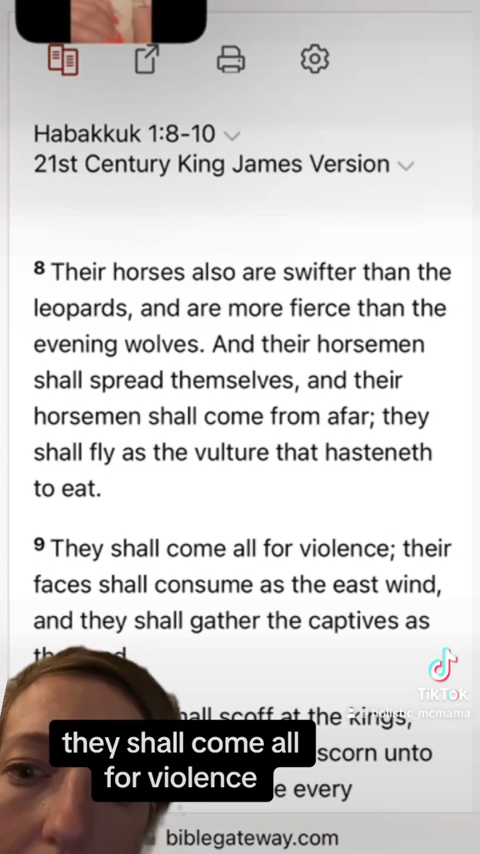 Habakkuk 1:8-10
21st Century King James Version
8 Their horses also are swifter than the
leopards, and are more fierce than the
evening wolves. And their horsemen
shall spread themselves, and their
horsemen shall come from afar; they
shall fly as the vulture that hasteneth
to eat.
9 They shall come all for violence; their
faces shall consume as the east wind,
and they shall gather the captives as
TikTok
scoff at the kings,
they shall come all
scorn unto
for violence
every
biblegateway.com